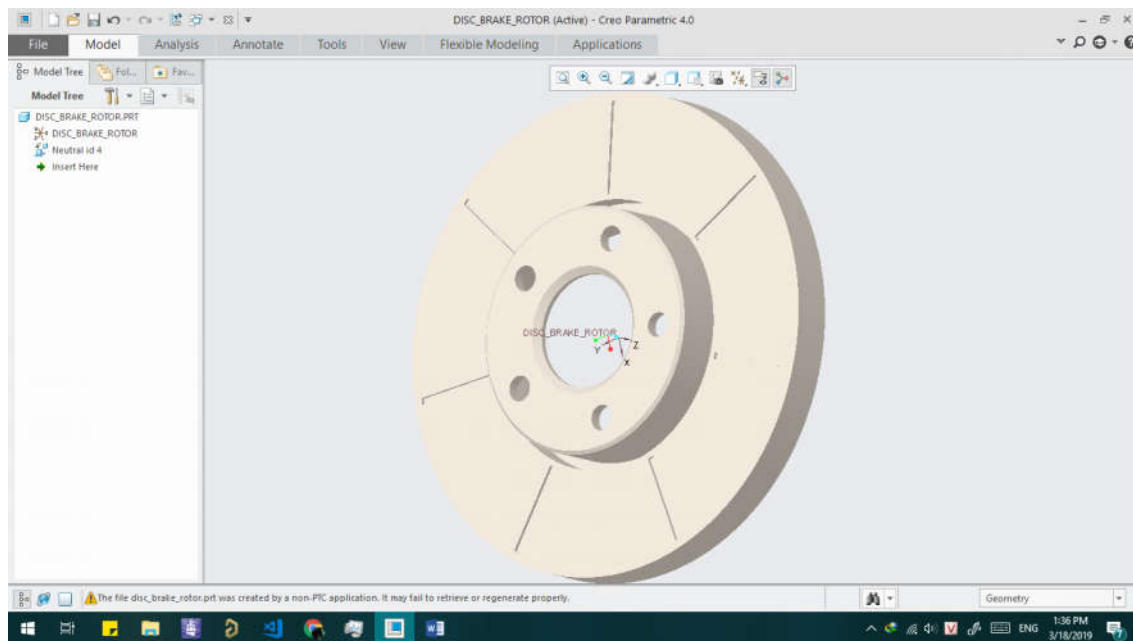 DISC_BRAKE_ROTOR (Active) - Creo Parametric 4.0
File Model Analysis Annotate Tools View Flexible Modeling Applications
Model Tree Fol... Fav...
Model Tree
DISC_BRAKE_ROTOR.PRT
DISC_BRAKE_ROTOR
Neutral id 4
Insert Here
DISC_BRAKE_ROTOR
Y Z
X
The file disc_brake_rotor.prt was created by a non-PTC application. It may fail to retrieve or regenerate properly.
Geometry
ENG 1:36 PM
3/18/2019